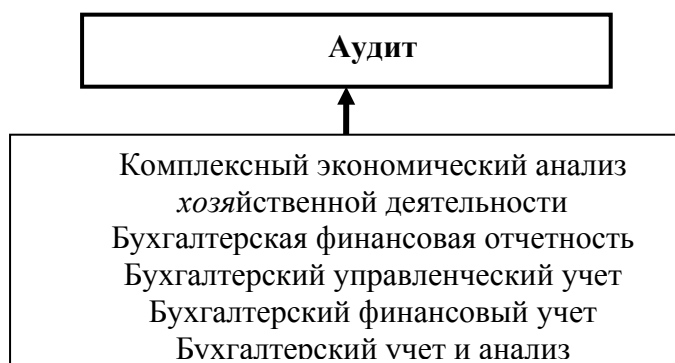 Аудит
Комплексный экономический анализ
хозяйственной деятельности
Бухгалтерская финансовая отчетность
Бухгалтерский управленческий учет
Бухгалтерский финансовый учет
Бухгалтерский учет и анализ